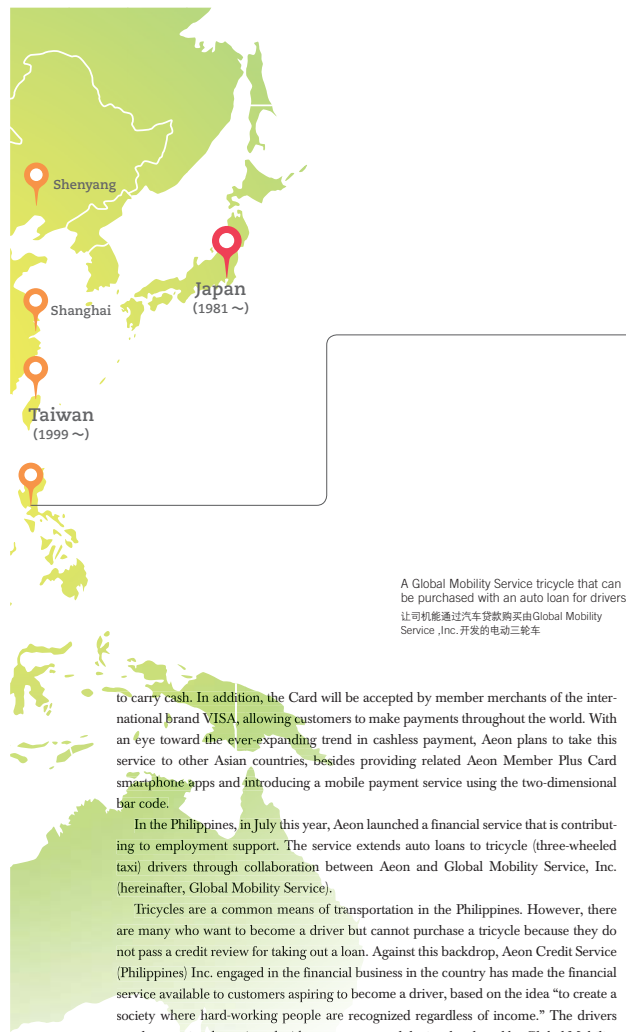 Shenyang
Japan
(1981 〜)
Shanghai
Taiwan
(1999 〜)
A Global Mobility Service tricycle that can
be purchased with an auto loan for drivers
让司机能通过汽车贷款购买由Global Mobility
Service ,Inc.开发的电动三轮车
to carry cash. In addition, the Card will be accepted by member merchants of the inter-
national brand VISA, allowing customers to make payments throughout the world. With
an eye toward the ever-expanding trend in cashless payment, Aeon plans to take this
service to other Asian countries, besides providing related Aeon Member Plus Card
smartphone apps and introducing a mobile payment service using the two-dimensional
bar code.
In the Philippines, in July this year, Aeon launched a financial service that is contribut-
ing to employment support. The service extends auto loans to tricycle (three-wheeled
taxi) drivers through collaboration between Aeon and Global Mobility Service, Inc.
(hereinafter, Global Mobility Service).
Tricycles are a common means of transportation in the Philippines. However, there
are many who want to become a driver but cannot purchase a tricycle because they do
not pass a credit review for taking out a loan. Against this backdrop, Aeon Credit Service
(Philippines) Inc. engaged in the financial business in the country has made the financial
service available to customers aspiring to become a driver, based on the idea “to create a
society where hard-working people are recognized regardless of income.” The drivers